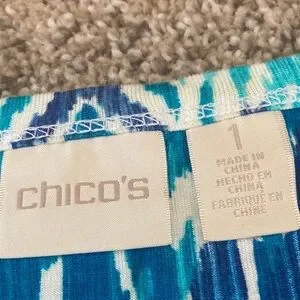 chico's
1
MADE IN
CHINA
HECHO EN
CHINA
FABRIQUÉ EN
CHINE